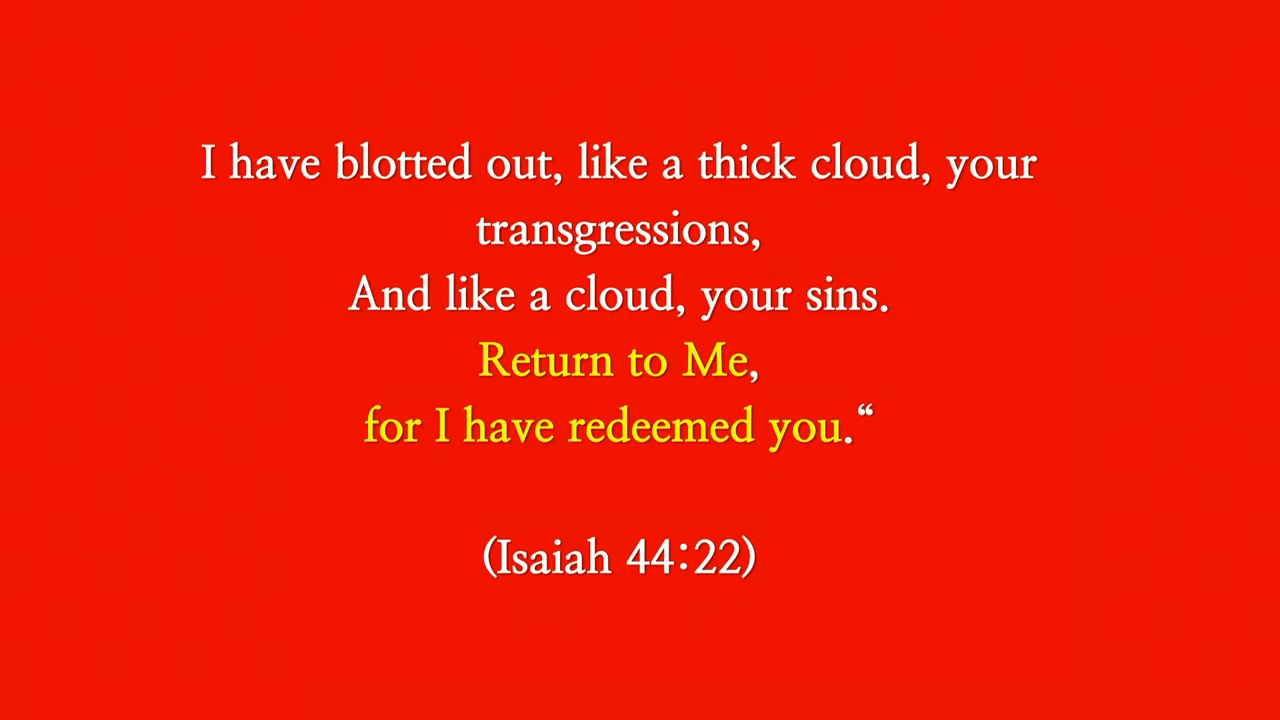 I have blotted out, like a thick cloud, your
transgressions,
And like a cloud, your sins.
Return to Me,
for I have redeemed you.“
(Isaiah 44:22)